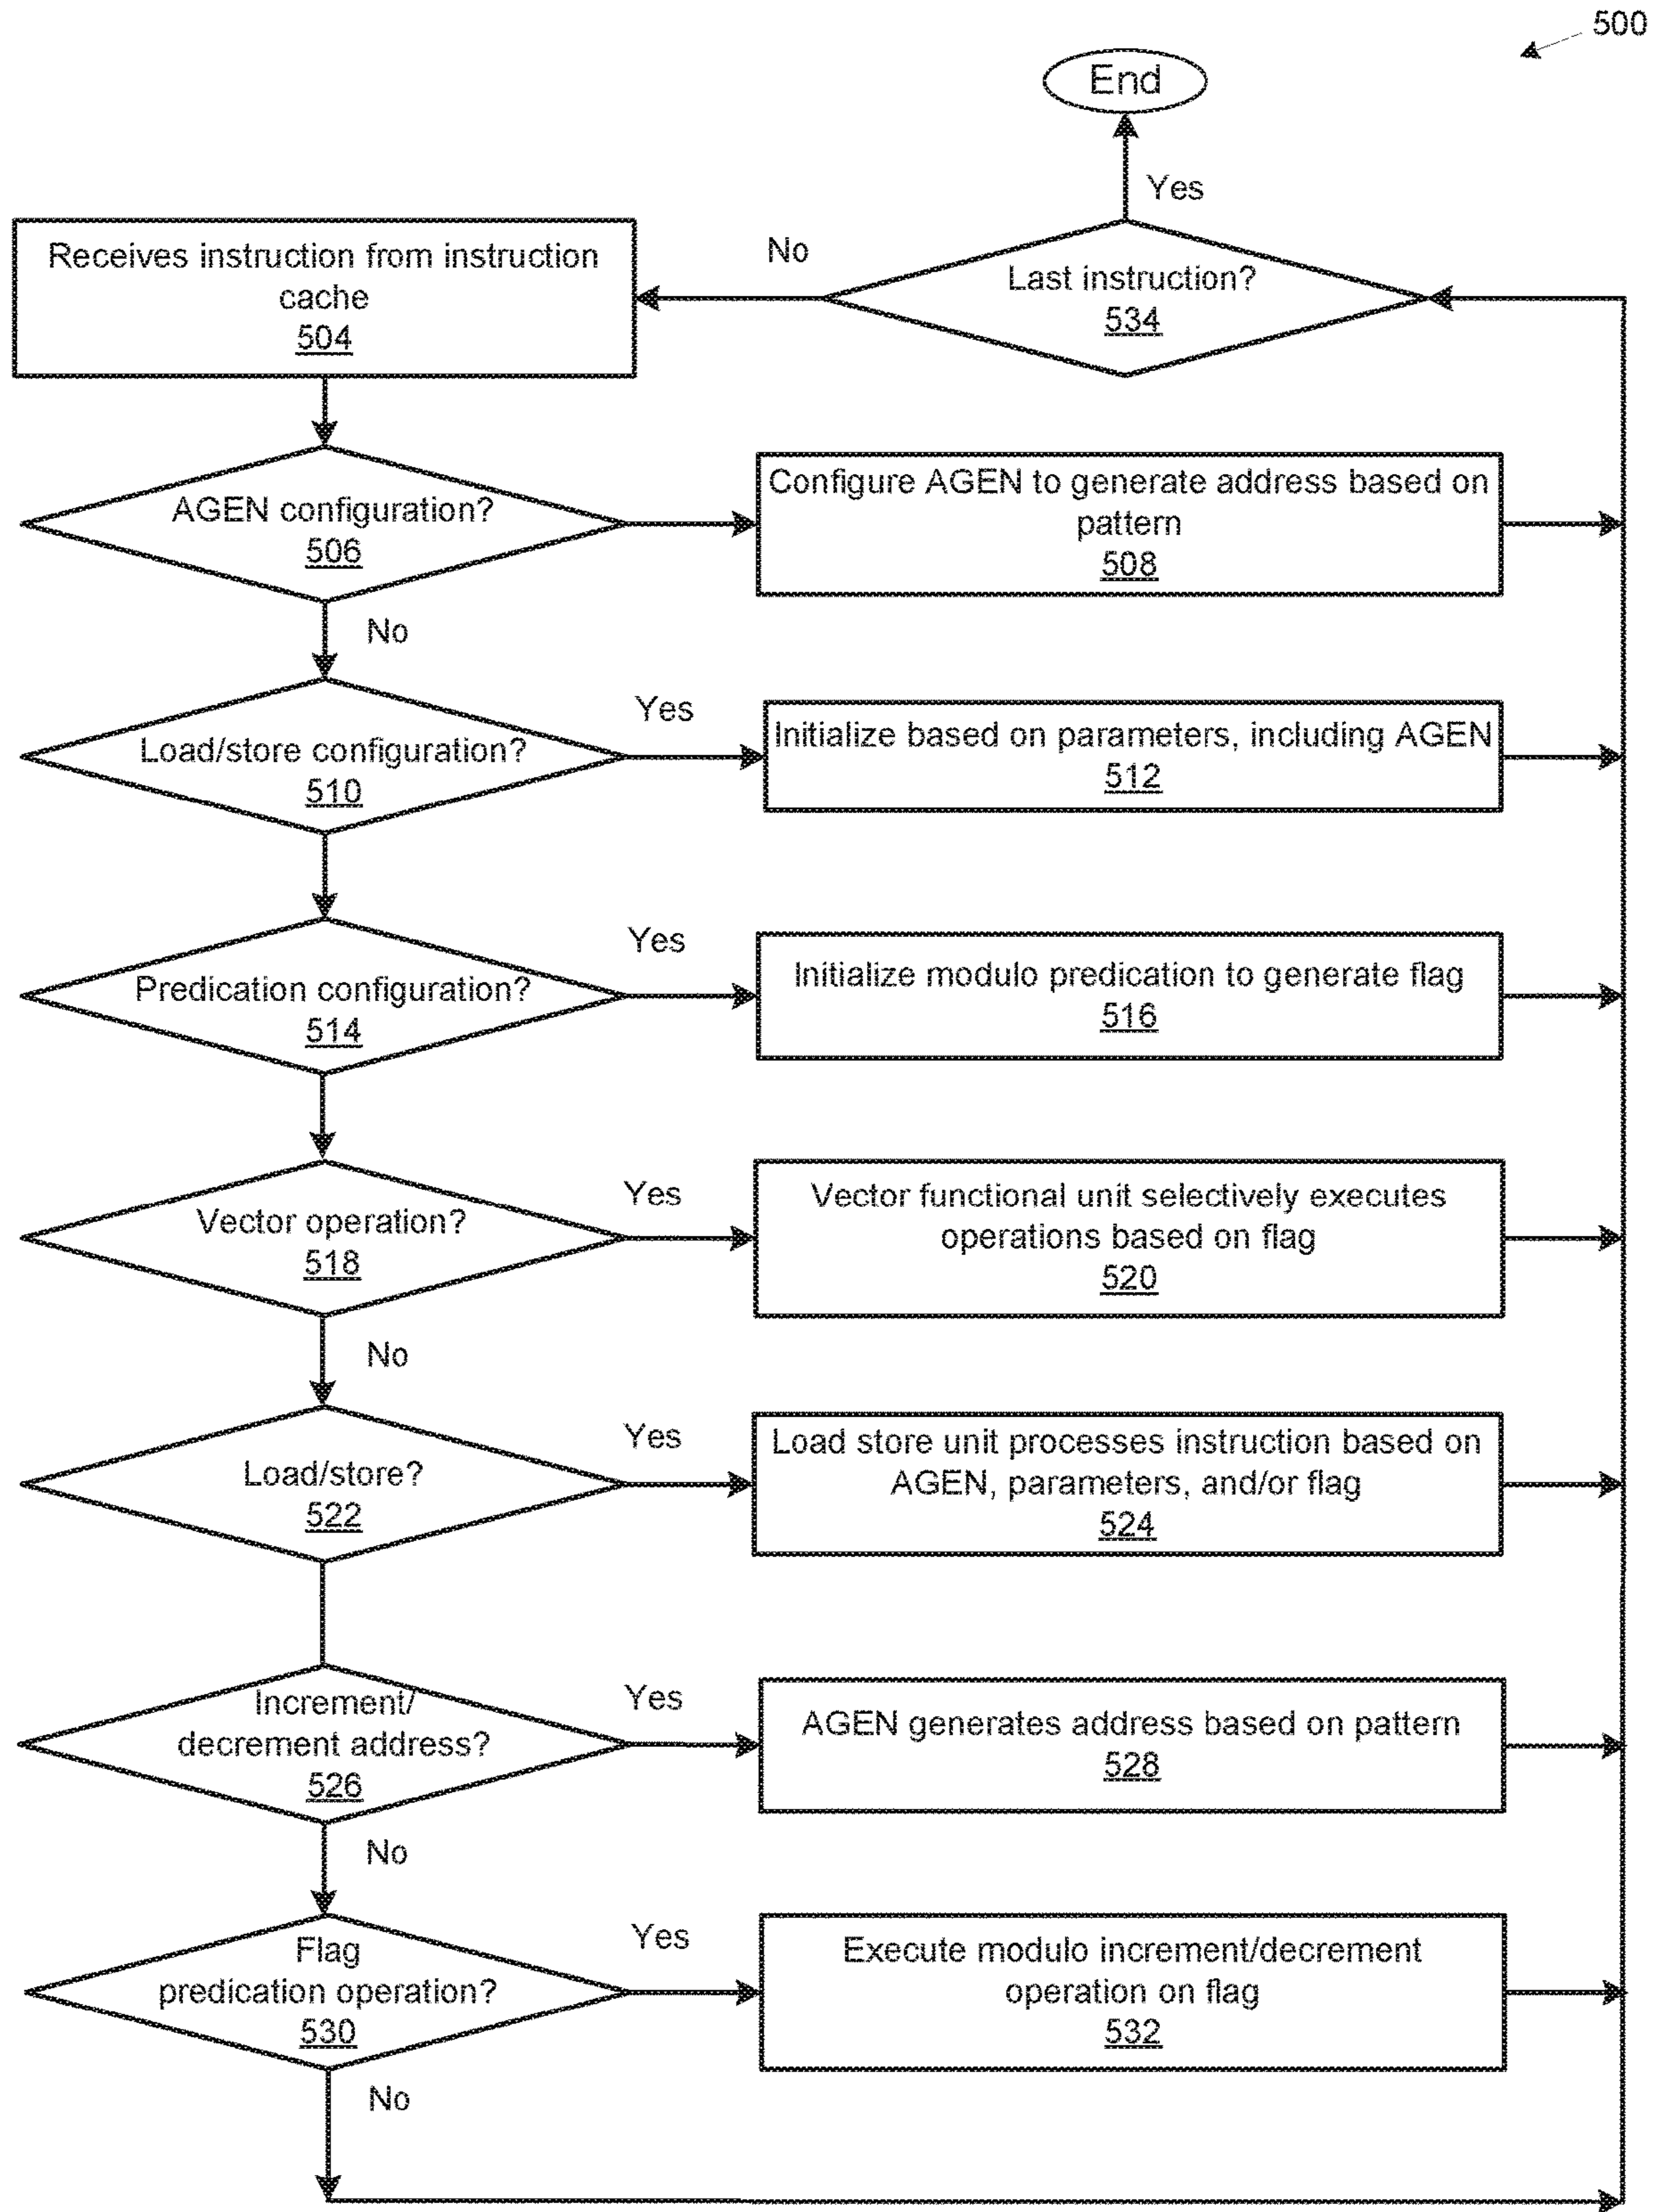 500
End
Yes
No
Receives instruction from instruction
cache
504
Last instruction?
534
AGEN configuration?
506
Configure AGEN to generate address based on
pattern
508
No
Load/store configuration?
510
Yes
Initialize based on parameters, including AGEN
512
Predication configuration?
514
Yes
Initialize modulo predication to generate flag
516
Vector operation?
518
Yes
Vector functional unit selectively executes
operations based on flag
520
No
Load/store?
522
Yes
Load store unit processes instruction based on
AGEN, parameters, and/or flag
524
Increment/
decrement address?
526
Yes
AGEN generates address based on pattern
528
No
Flag
predication operation?
530
Yes
Execute modulo increment/decrement
operation on flag
532
No